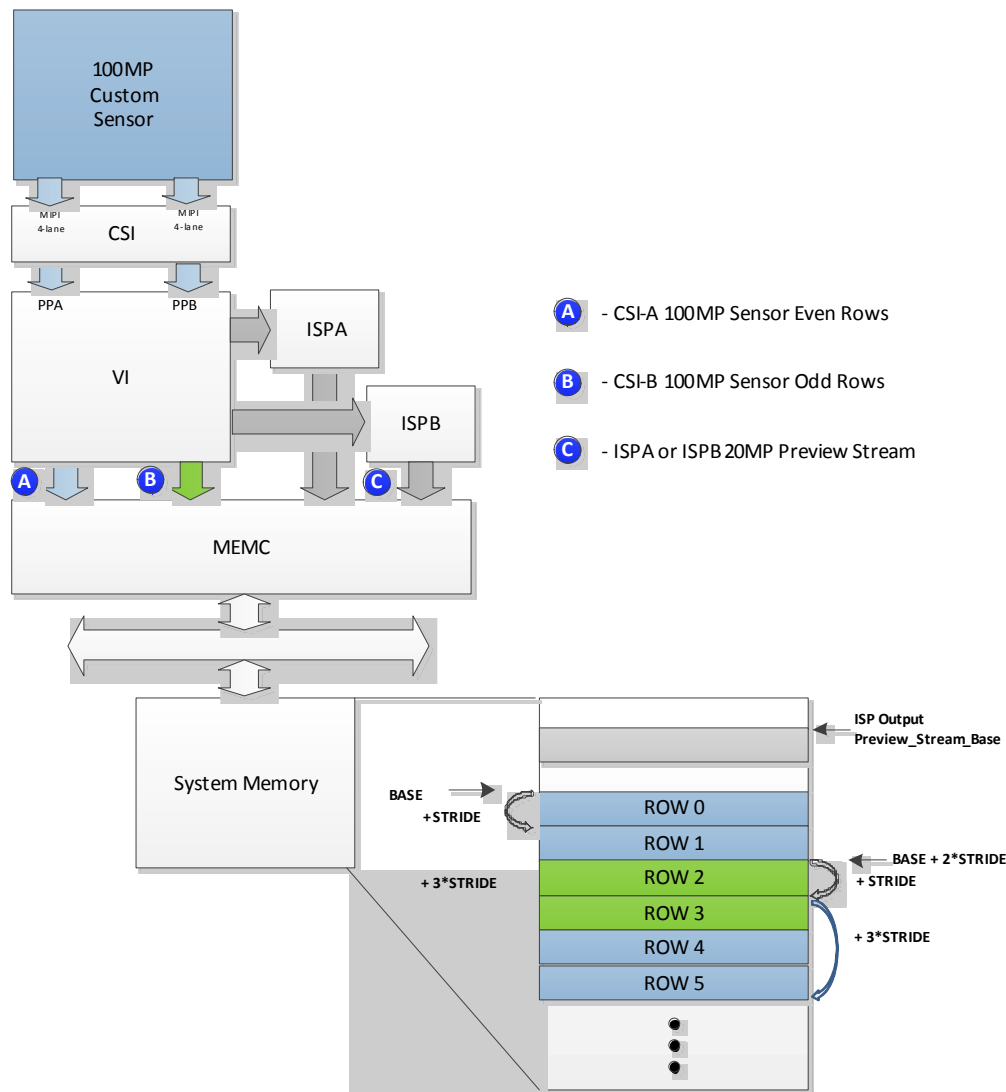 100MP
Custom
Sensor
MIPI
4-lane
MIPI
4-lane
CSI
PPA
PPB
VI
ISPA
ISPB
A
B
C
MEMC
A - CSI-A 100MP Sensor Even Rows
B - CSI-B 100MP Sensor Odd Rows
C - ISPA or ISPB 20MP Preview Stream
System Memory
ISP Output
Preview_Stream_Base
BASE
+STRIDE
+ 3*STRIDE
ROW 0
ROW 1
ROW 2
ROW 3
ROW 4
ROW 5
BASE + 2*STRIDE
+ STRIDE
+ 3*STRIDE